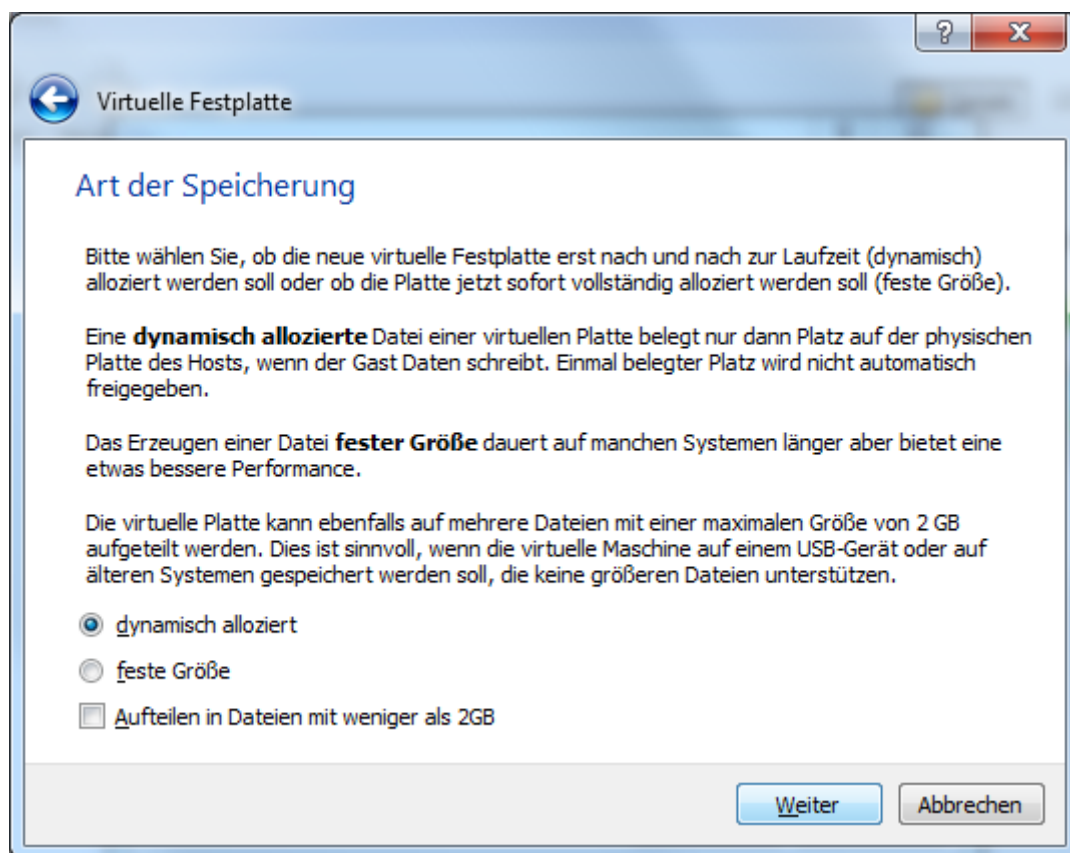 Virtuelle Festplatte
Art der Speicherung
Bitte wählen Sie, ob die neue virtuelle Festplatte erst nach und nach zur Laufzeit (dynamisch)
alloziert werden soll oder ob die Platte jetzt sofort vollständig alloziert werden soll (feste Größe).
Eine dynamisch allozierte Datei einer virtuellen Platte belegt nur dann Platz auf der physischen
Platte des Hosts, wenn der Gast Daten schreibt. Einmal belegter Platz wird nicht automatisch
freigegeben.
Das Erzeugen einer Datei fester Größe dauert auf manchen Systemen länger aber bietet eine
etwas bessere Performance.
Die virtuelle Platte kann ebenfalls auf mehrere Dateien mit einer maximalen Größe von 2 GB
aufgeteilt werden. Dies ist sinnvoll, wenn die virtuelle Maschine auf einem USB-Gerät oder auf
älteren Systemen gespeichert werden soll, die keine größeren Dateien unterstützen.
dynamisch alloziert
feste Größe
Aufteilen in Dateien mit weniger als 2GB
Weiter Abbrechen